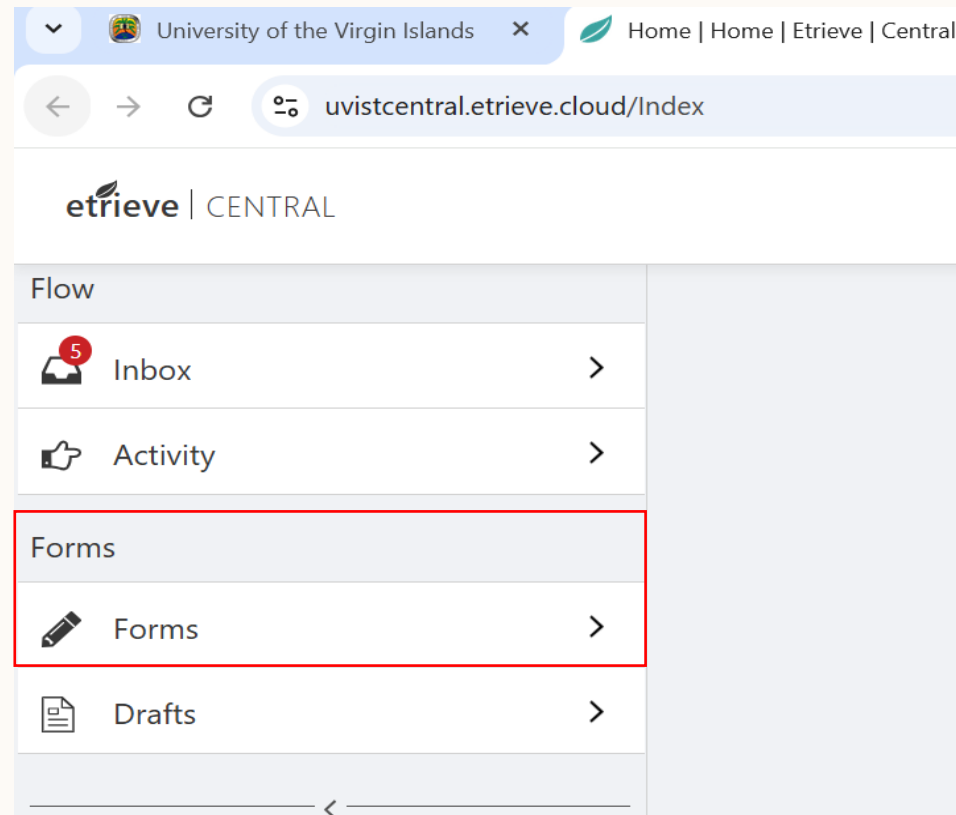 University of the Virgin Islands
Home | Home | Etrieve | Central
uvistcentral.etrieve.cloud/Index
etrieve | CENTRAL
Flow
5
Inbox
Activity
Forms
Forms
Drafts